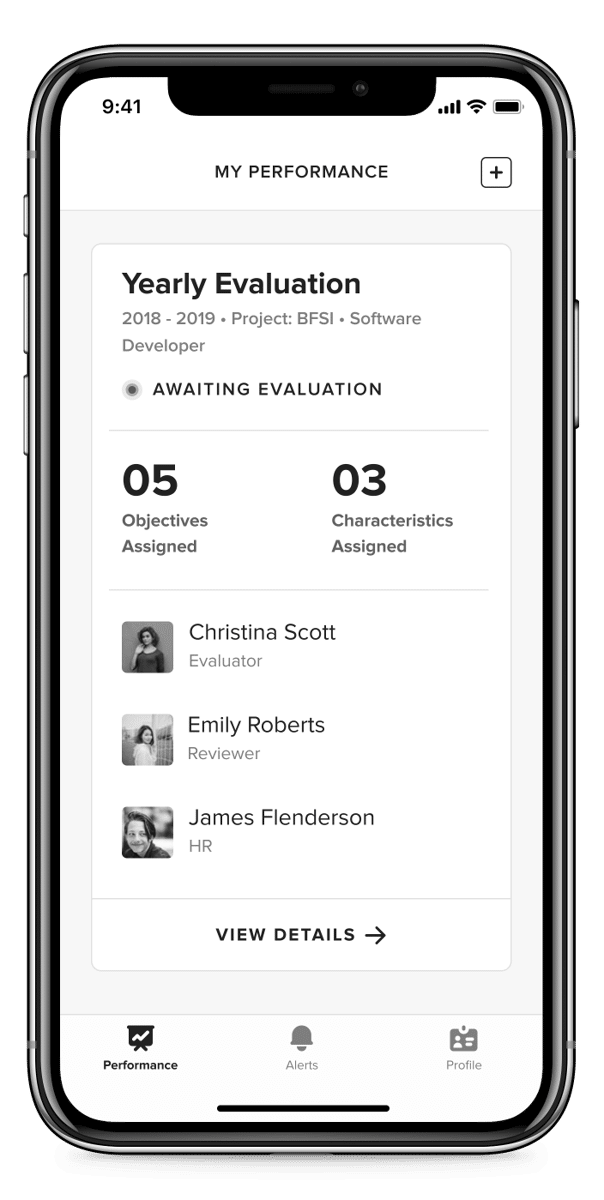 9:41
MY PERFORMANCE
Yearly Evaluation
2018 - 2019 • Project: BFSI • Software
Developer
AWAITING EVALUATION
05
Objectives
Assigned
03
Characteristics
Assigned
Christina Scott
Evaluator
Emily Roberts
Reviewer
James Flenderson
HR
VIEW DETAILS →
Performance
Alerts
Profile